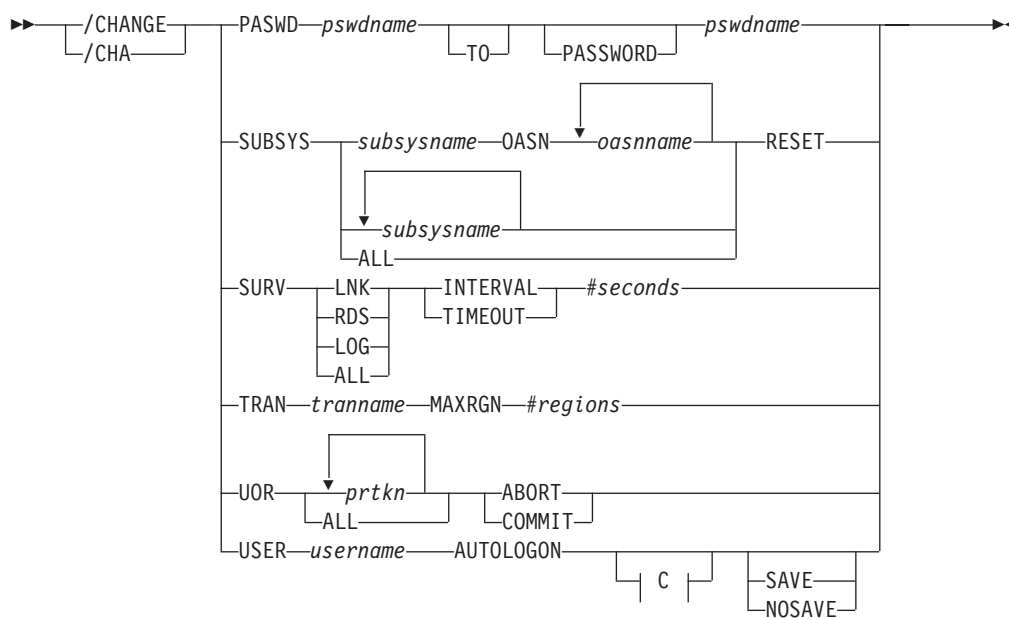 /CHANGE PASWD pswdname pswdname
/CHA TO PASSWORD
SUBSYS subsysname OASN oasnname RESET
subsysname
ALL
SURV LNK INTERVAL #seconds
RDS TIMEOUT
LOG
ALL
TRAN tranname MAXRGN #regions
UOR prtkn ABORT
ALL COMMIT
USER username AUTOLOGON
C SAVE
NOSAVE